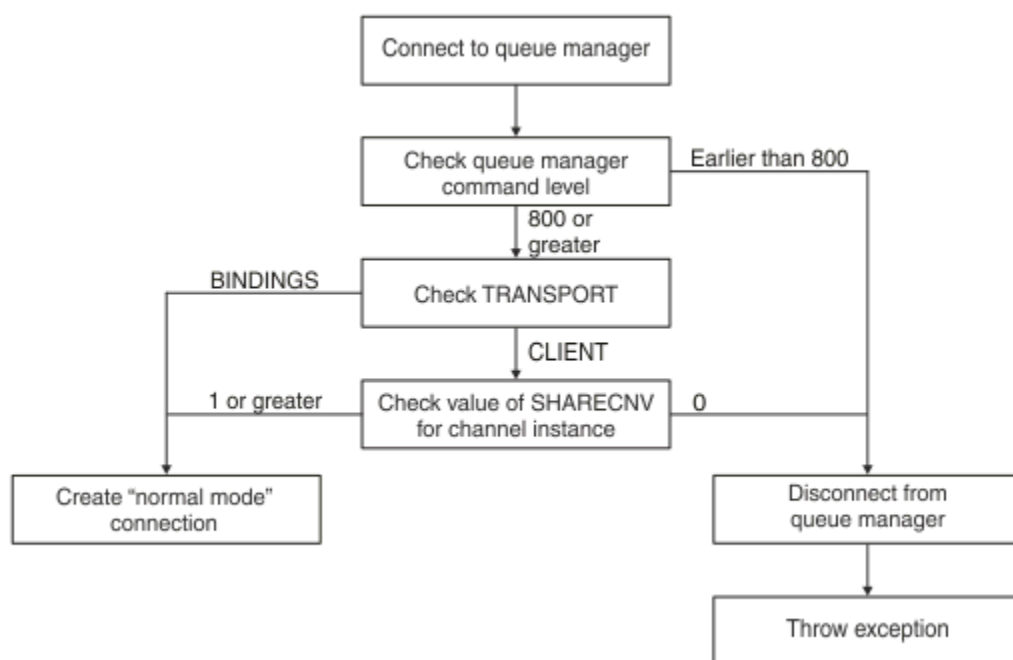 Connect to queue manager
Check queue manager
command level
Earlier than 800
800 or
greater
BINDINGS
Check TRANSPORT
CLIENT
1 or greater
Check value of SHARECNV
for channel instance
0
Create “normal mode”
connection
Disconnect from
queue manager
Throw exception